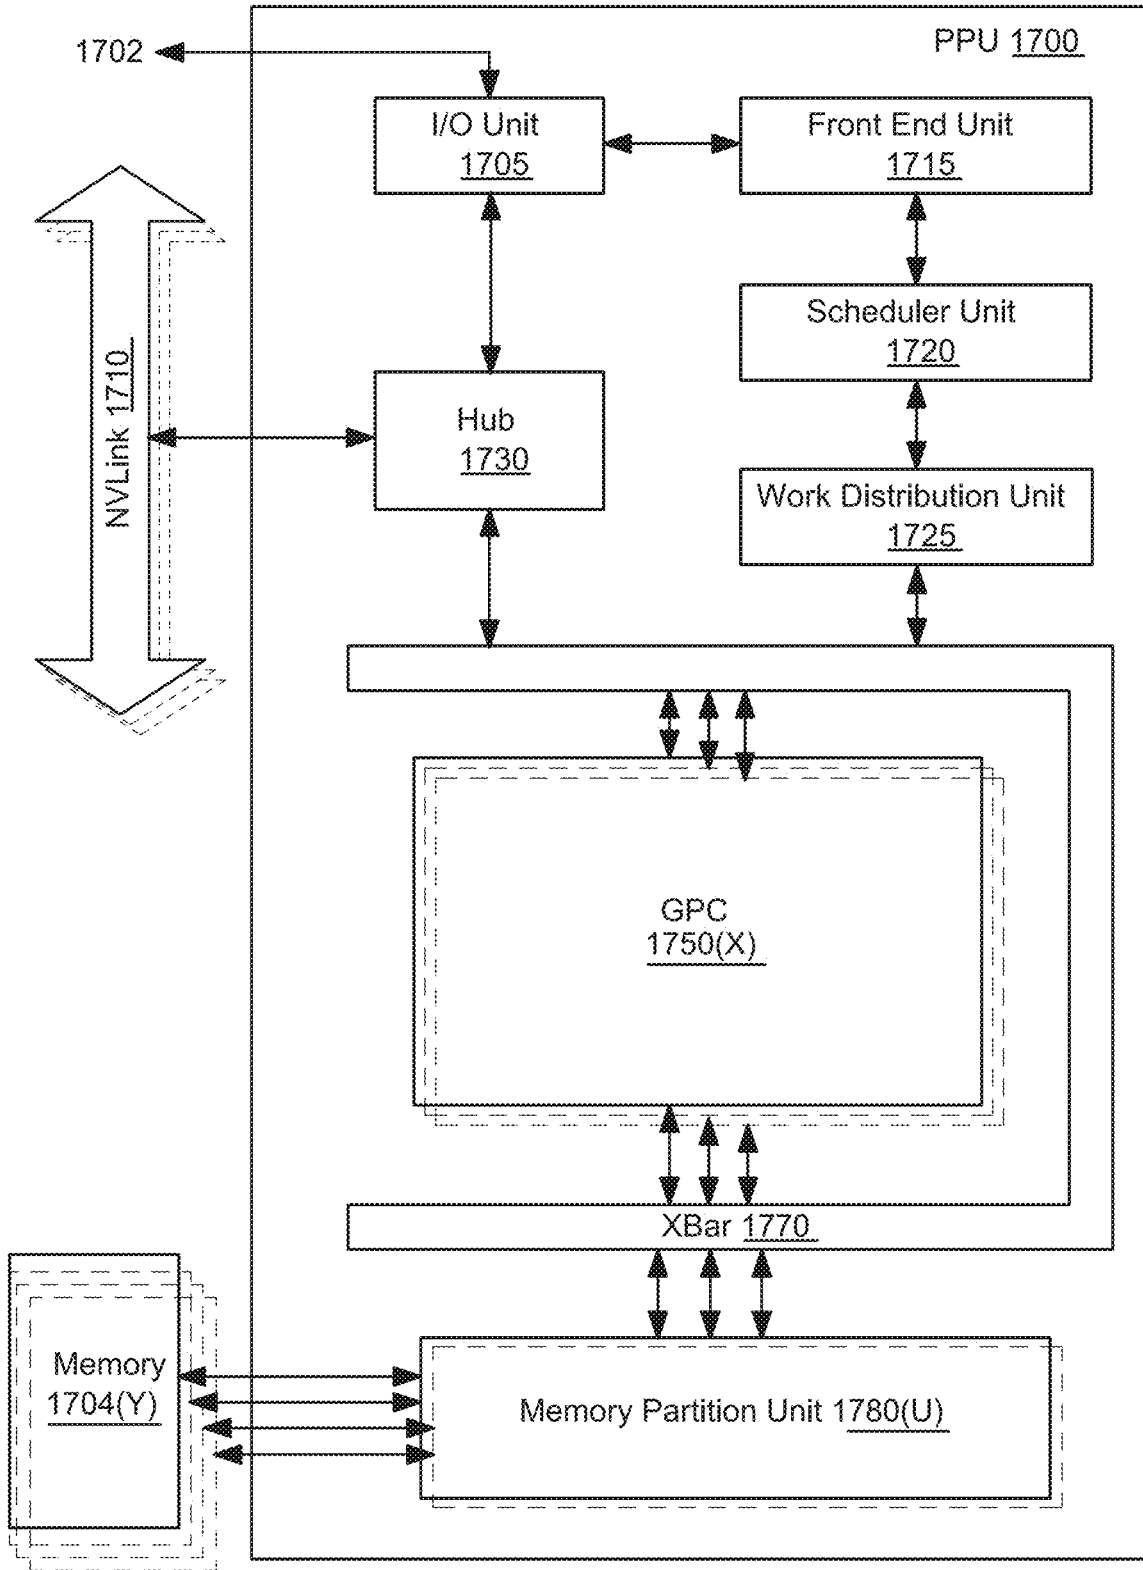 PPU 1700
1702
I/O Unit
1705
Front End Unit
1715
Scheduler Unit
1720
NVLink 1710
Hub
1730
Work Distribution Unit
1725
GPC
1750(X)
XBar 1770
Memory
1704(Y)
Memory Partition Unit 1780(U)